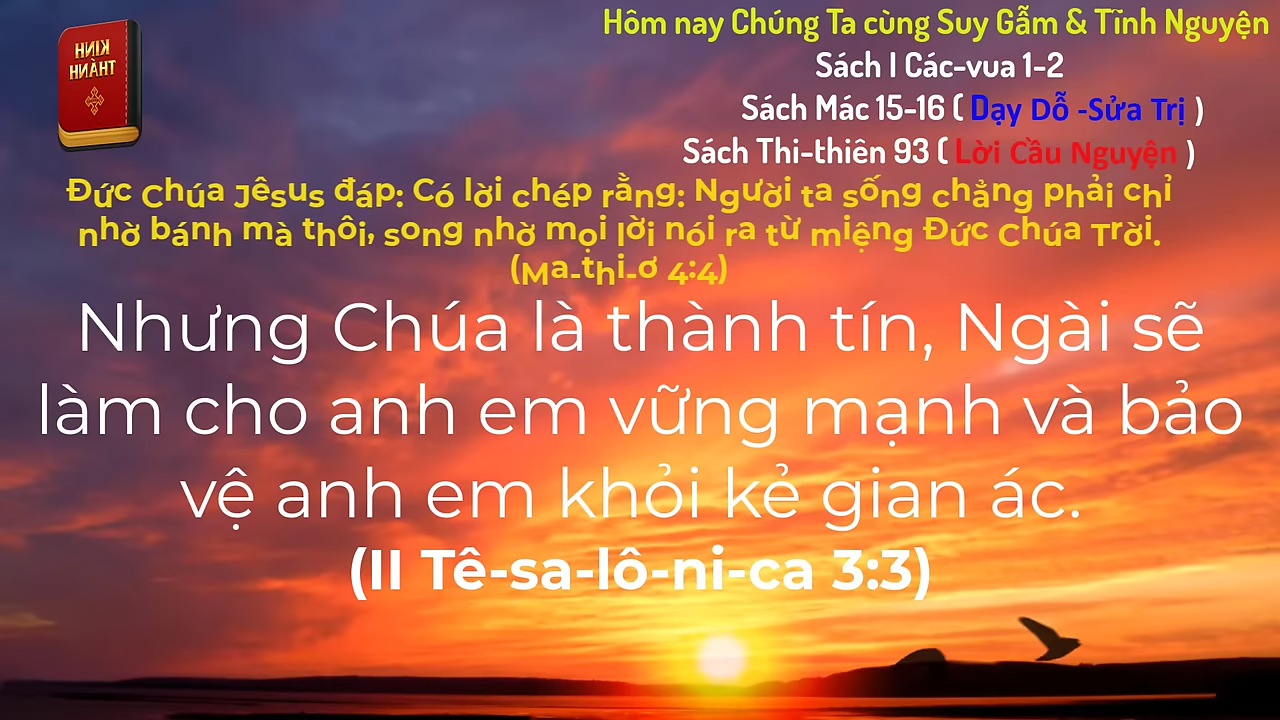 KINH
THÀNH
Hôm nay Chúng Ta cùng Suy Gẫm & Tĩnh Nguyện
Sách I Các-vua 1-2
Sách Mác 15-16 ( Dạy Dỗ -Sửa Trị )
Sách Thi-thiên 93 ( Lời Cầu Nguyện )
Đức Chúa Jêsus đáp: Có lời chép rằng: Người ta sống chẳng phải chỉ
nhờ bánh mà thôi, song nhờ mọi lời nói ra từ miệng Đức Chúa Trời.
(Ma-thi-ơ 4:4)
Nhưng Chúa là thành tín, Ngài sẽ
làm cho anh em vững mạnh và bảo
vệ anh em khỏi kẻ gian ác.
(II Tê-sa-lô-ni-ca 3:3)